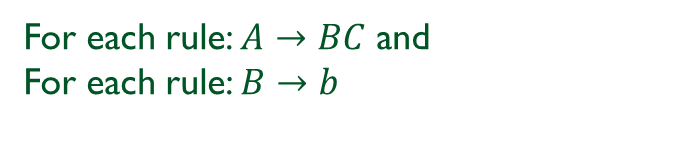 For each rule: A → BC and
For each rule: B → b